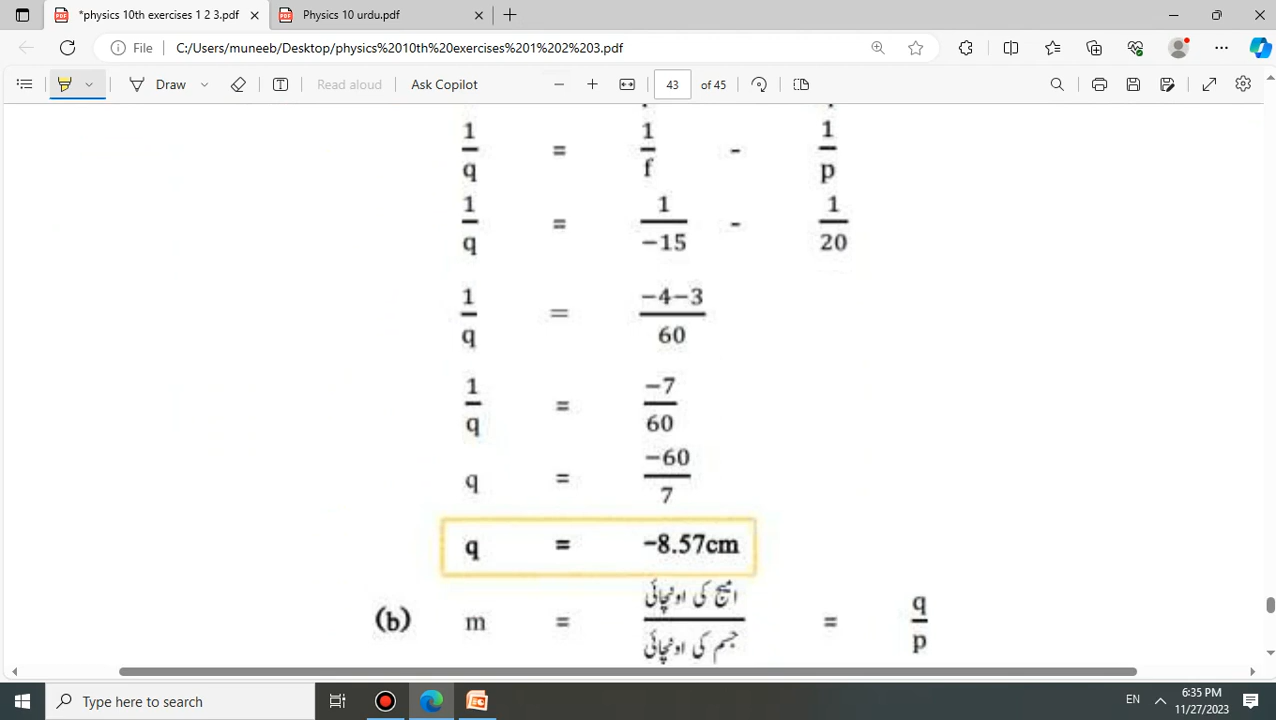 *physics 10th exercises 1 2 3.pdf
Physics 10 urdu.pdf
File C:/Users/muneeb/Desktop/physics%2010th%20exercises%201%202%203.pdf
Draw Read aloud Ask Copilot 43 of 45
1/q = 1/f - 1/p
1/q = 1/−15 - 1/20
1/q = −4−3/60
1/q = −7/60
q = −60/7
q = −8.57cm
(b) m = امیج کی اونچائی/جسم کی اونچائی = q/p
Type here to search EN 6:35 PM
11/27/2023